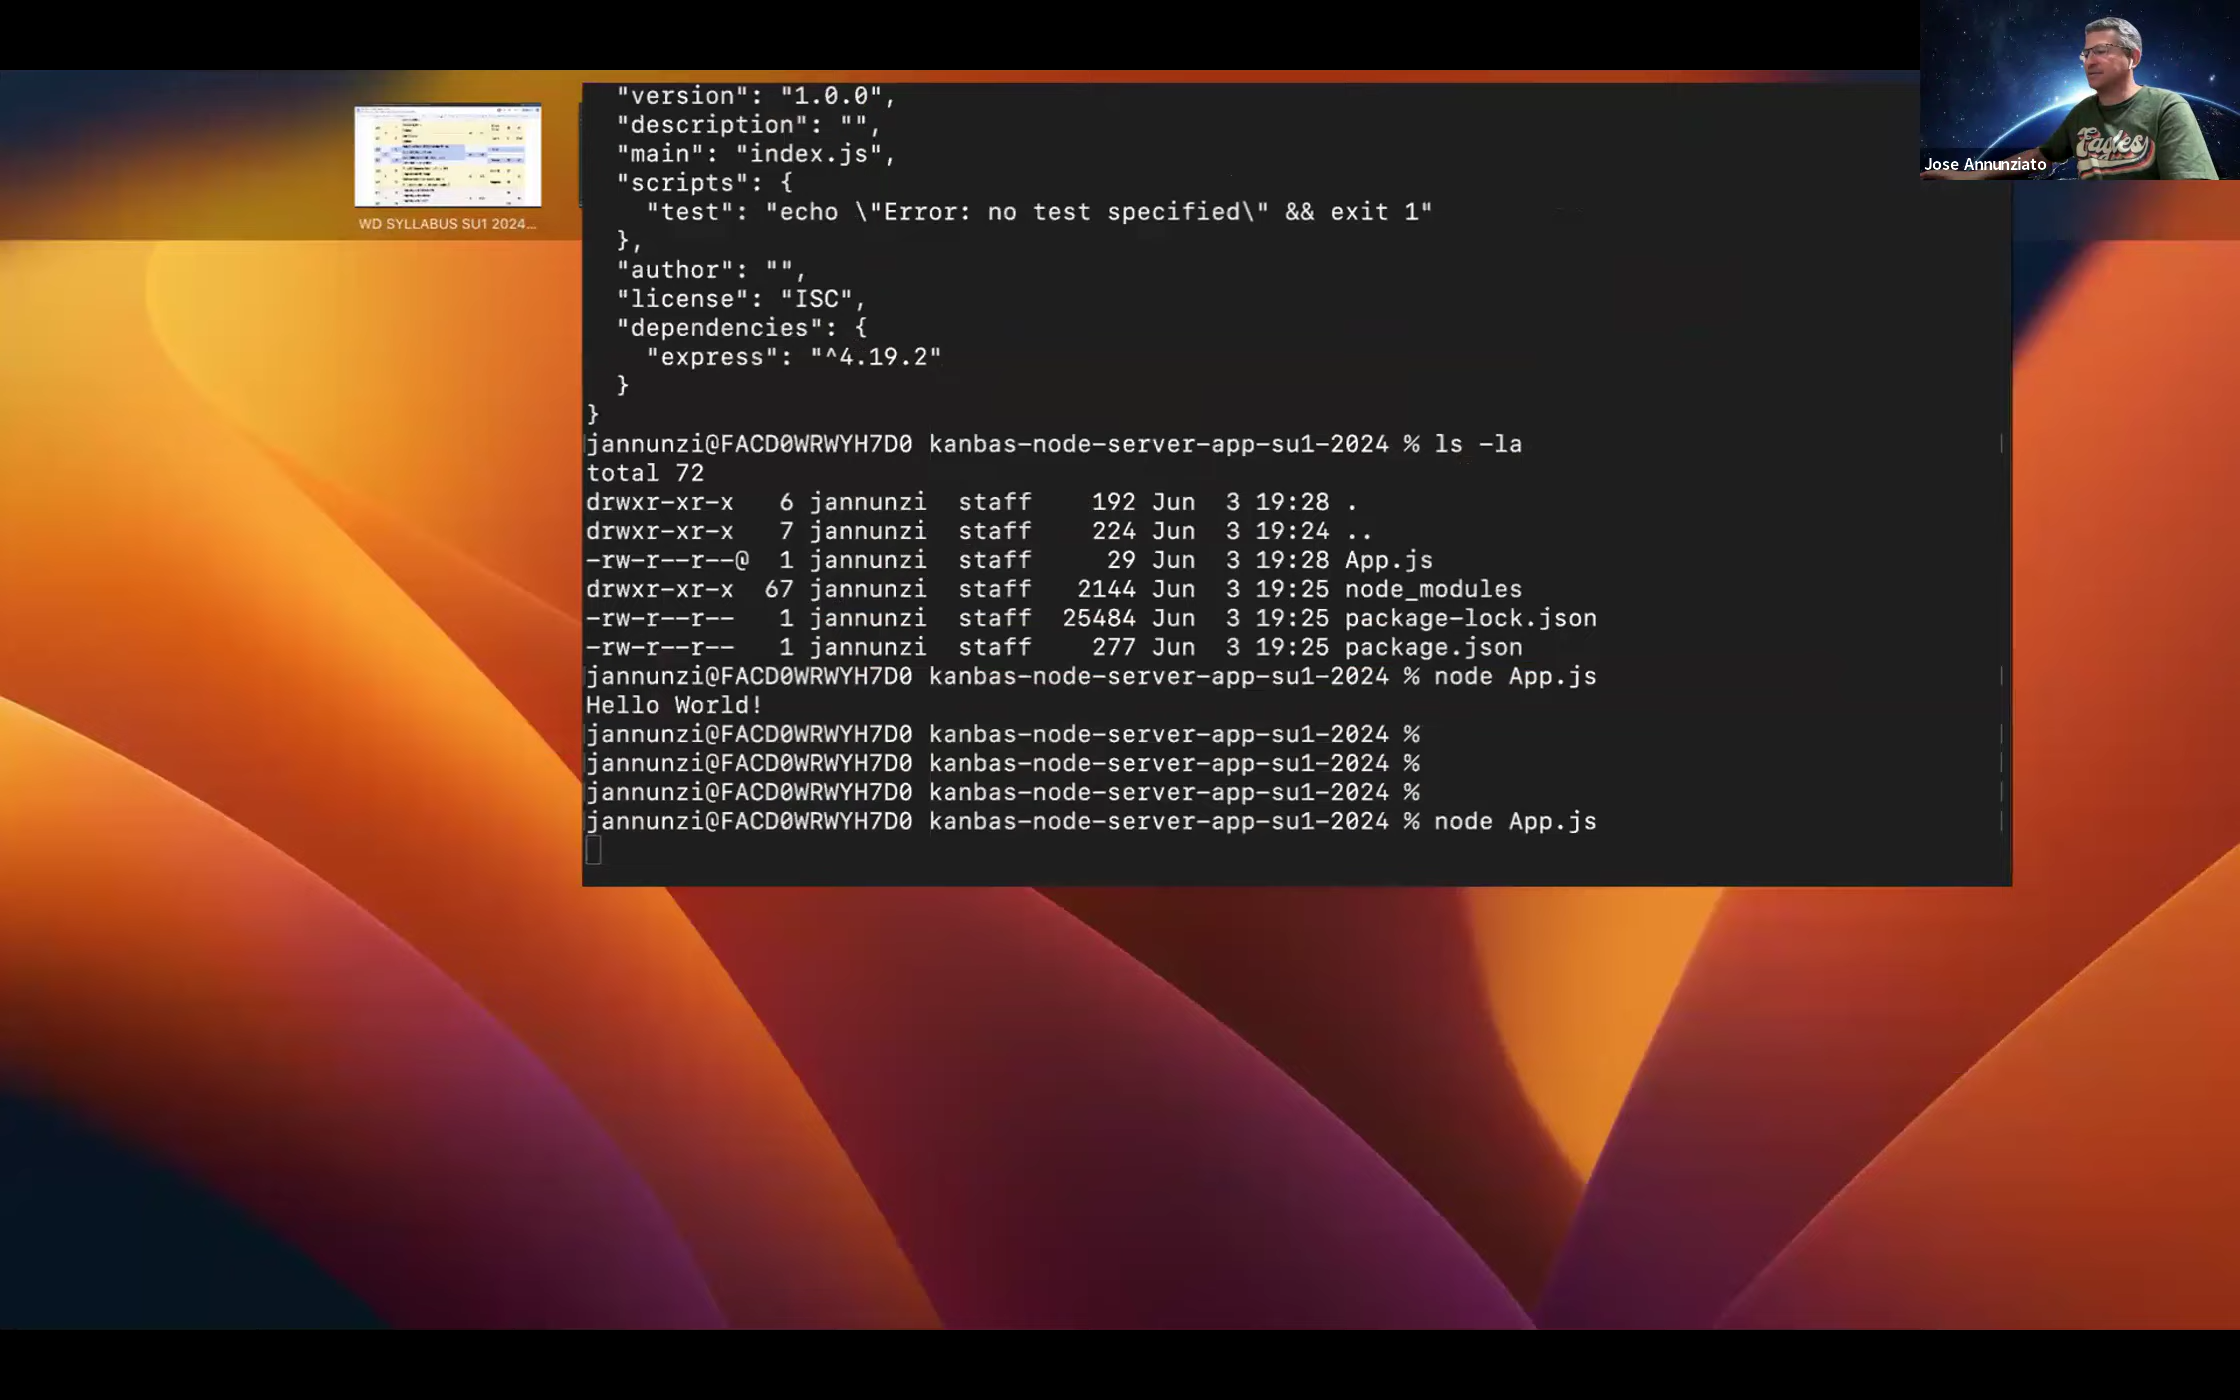 "version": "1.0.0",
"description": "",
"main": "index.js",
"scripts": {
"test": "echo \"Error: no test specified\" && exit 1"
},
"author": "",
"license": "ISC",
"dependencies": {
"express": "^4.19.2"
}
}
jannunzi@FACD0WRWYH7D0 kanbas-node-server-app-su1-2024 % ls -la
total 72
drwxr-xr-x   6 jannunzi  staff    192 Jun  3 19:28 .
drwxr-xr-x   7 jannunzi  staff    224 Jun  3 19:24 ..
-rw-r--r--@  1 jannunzi  staff     29 Jun  3 19:28 App.js
drwxr-xr-x  67 jannunzi  staff   2144 Jun  3 19:25 node_modules
-rw-r--r--   1 jannunzi  staff  25484 Jun  3 19:25 package-lock.json
-rw-r--r--   1 jannunzi  staff    277 Jun  3 19:25 package.json
jannunzi@FACD0WRWYH7D0 kanbas-node-server-app-su1-2024 % node App.js
Hello World!
jannunzi@FACD0WRWYH7D0 kanbas-node-server-app-su1-2024 %
jannunzi@FACD0WRWYH7D0 kanbas-node-server-app-su1-2024 %
jannunzi@FACD0WRWYH7D0 kanbas-node-server-app-su1-2024 %
jannunzi@FACD0WRWYH7D0 kanbas-node-server-app-su1-2024 % node App.js
WD SYLLABUS SU1 2024...
Eagles
Jose Annunziato